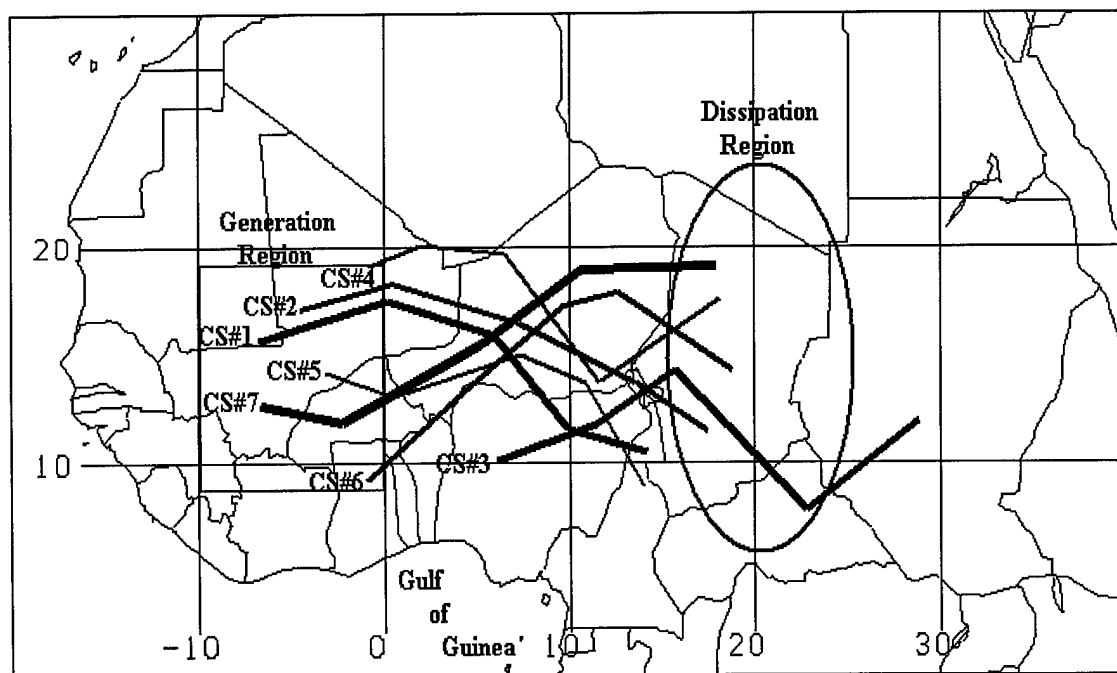 Dissipation
Region
Generation
Region
20
CS#4
CS#2
CS#1
CS#5
CS#7
CS#3
10
CS#6
Gulf
of
Guinea'
-10 0 10 20 30